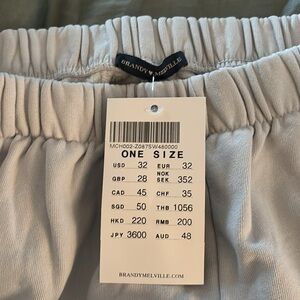 BRANDY♥MELVILLE
MCH002-Z087SW460000
ONE SIZE
USD 32 EUR 32
GBP 28 NOK SEK 352
CAD 45 CHF 35
SGD 50 THB 1056
HKD 220 RMB 200
JPY 3600 AUD 48
BRANDYMELVILLE.COM